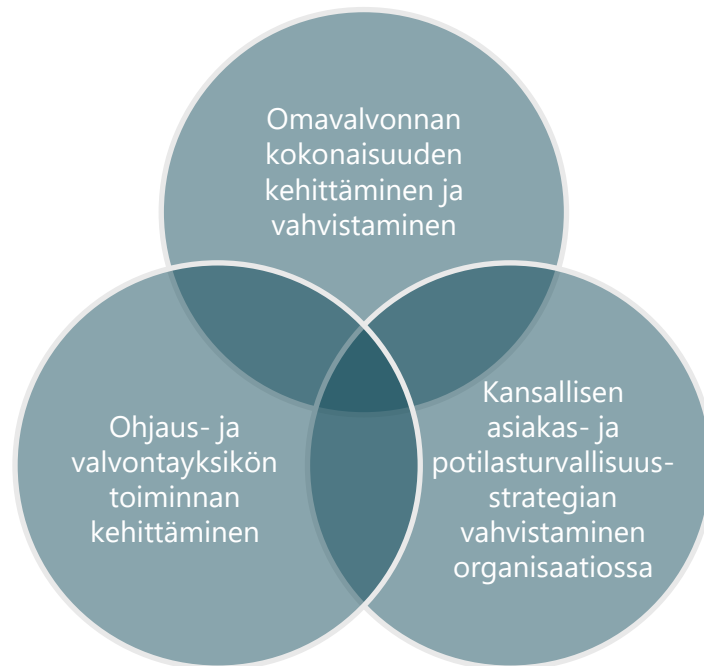 Omavalvonnan
kokonaisuuden
kehittäminen ja
vahvistaminen
Ohjaus- ja
valvontayksikön
toiminnan
kehittäminen
Kansallisen
asiakas- ja
potilasturvallisuus-
strategian
vahvistaminen
organisaatiossa